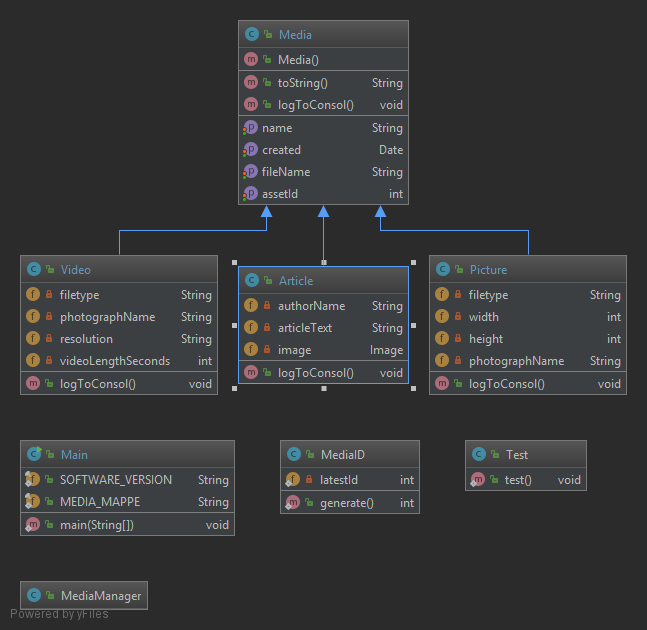 Media
Media()
toString() String
logToConsol() void
name String
created Date
fileName String
assetId int
Video
filetype String
photographName String
resolution String
videoLengthSeconds int
logToConsol() void
Article
authorName String
articleText String
image Image
logToConsol() void
Picture
filetype String
width int
height int
photographName String
logToConsol() void
Main
SOFTWARE_VERSION String
MEDIA_MAPPE String
main(String[]) void
MediaID
latestId int
generate() int
Test
test() void
MediaManager
Powered by yFiles